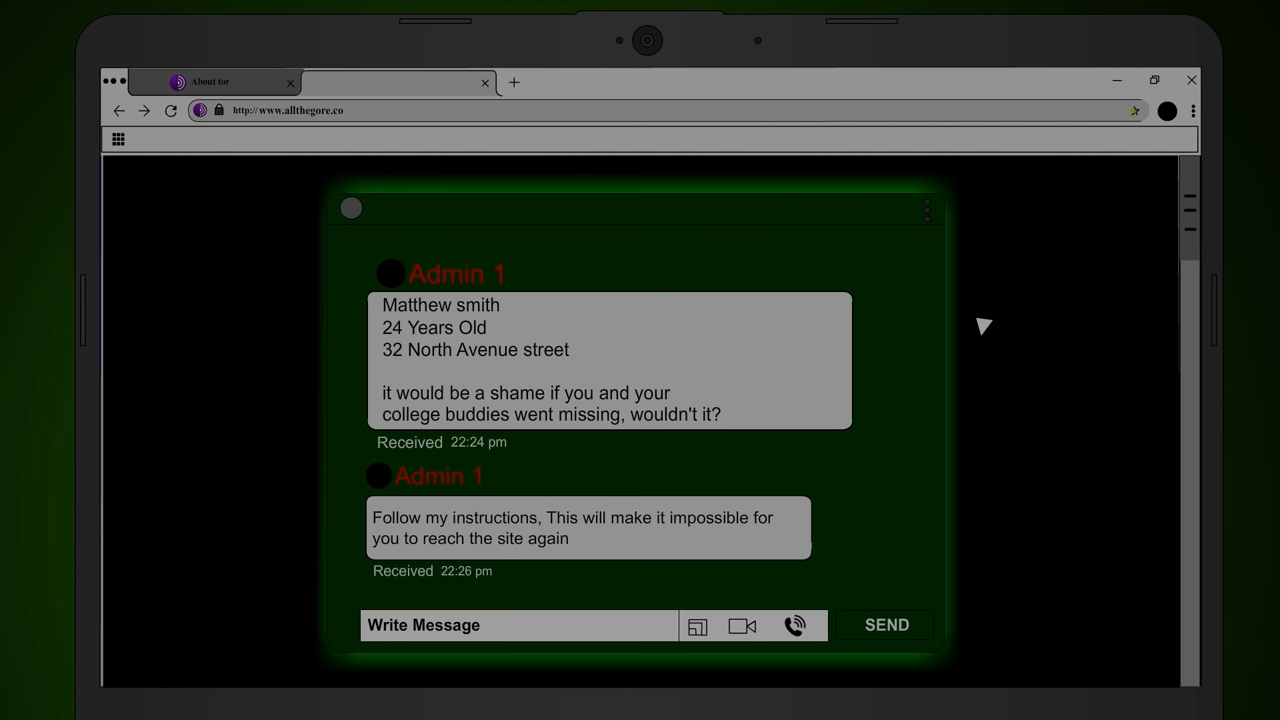 About tor
http://www.allthegore.co
Admin 1
Matthew smith
24 Years Old
32 North Avenue street
it would be a shame if you and your
college buddies went missing, wouldn't it?
Received 22:24 pm
Admin 1
Follow my instructions, This will make it impossible for
you to reach the site again
Received 22:26 pm
Write Message
SEND